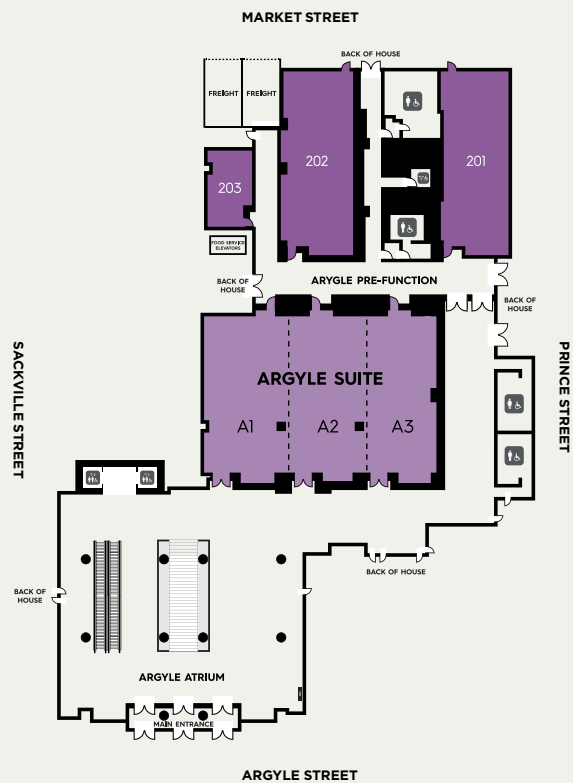 MARKET STREET
BACK OF HOUSE
FREIGHT
FREIGHT
202
201
203
FOOD SERVICE
ELEVATORS
ARYGLE PRE-FUNCTION
BACK OF
HOUSE
BACK OF
HOUSE
SACKVILLE STREET
PRINCE STREET
ARGYLE SUITE
A1
A2
A3
BACK OF HOUSE
BACK OF
HOUSE
ARGYLE ATRIUM
MAIN ENTRANCE
ARGYLE STREET